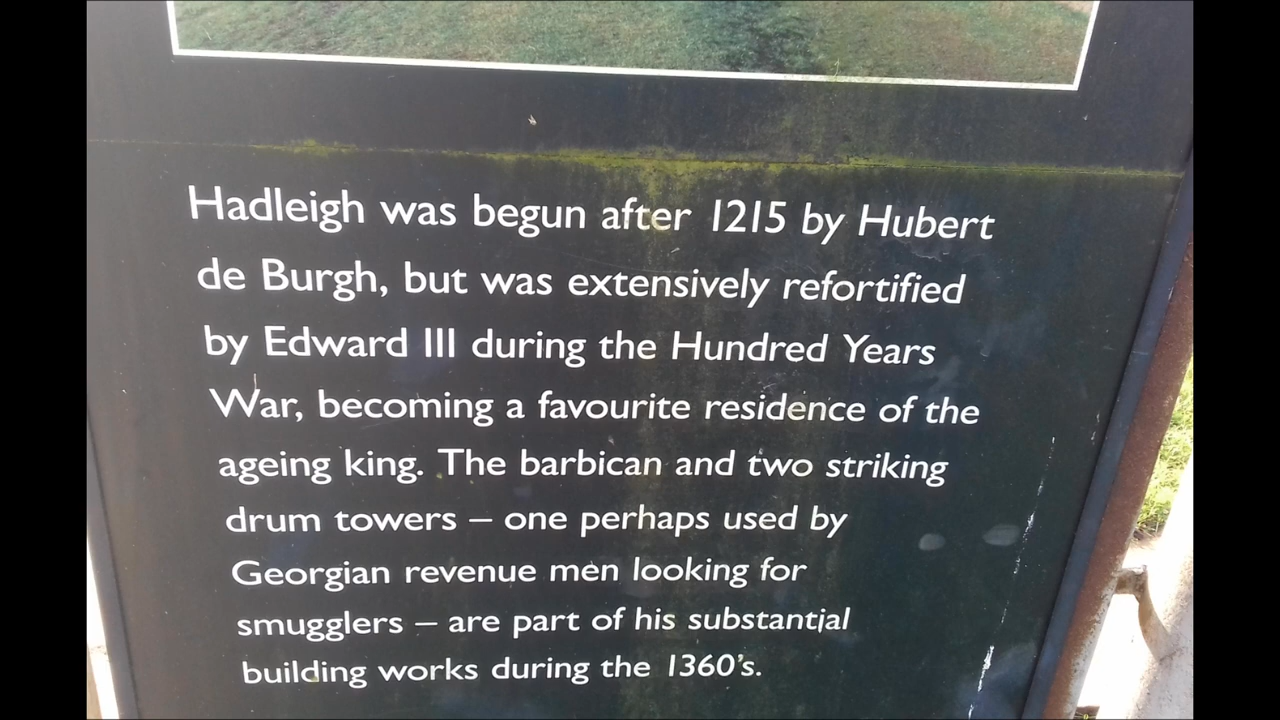 Hadleigh was begun after 1215 by Hubert
de Burgh, but was extensively refortified
by Edward III during the Hundred Years
War, becoming a favourite residence of the
ageing king. The barbican and two striking
drum towers – one perhaps used by
Georgian revenue men looking for
smugglers – are part of his substantial
building works during the 1360's.